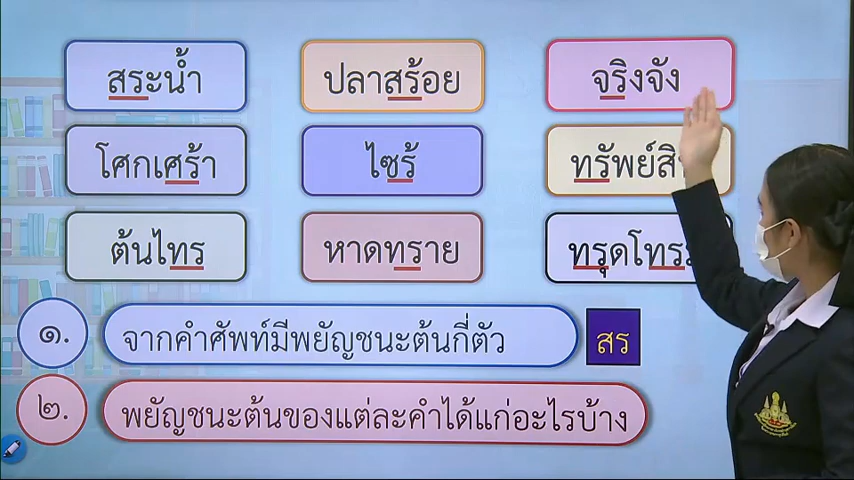 สระน้ำ ปลาสร้อย จริงจัง
โศกเศร้า ไซร้ ทรัพย์
ต้นไทร หาดทราย ทรุดโทร
๑. จากคำศัพท์มีพยัญชนะต้นกี่ตัว สร
๒. พยัญชนะต้นของแต่ละคำได้แก่อะไรบ้าง